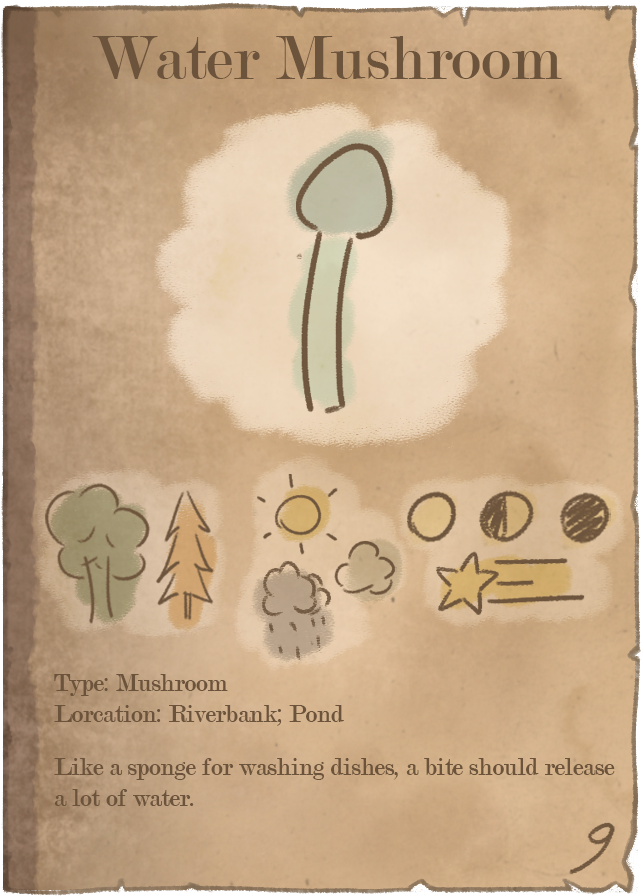 Water Mushroom
Type: Mushroom
Lorcation: Riverbank; Pond
Like a sponge for washing dishes, a bite should release
a lot of water.
9